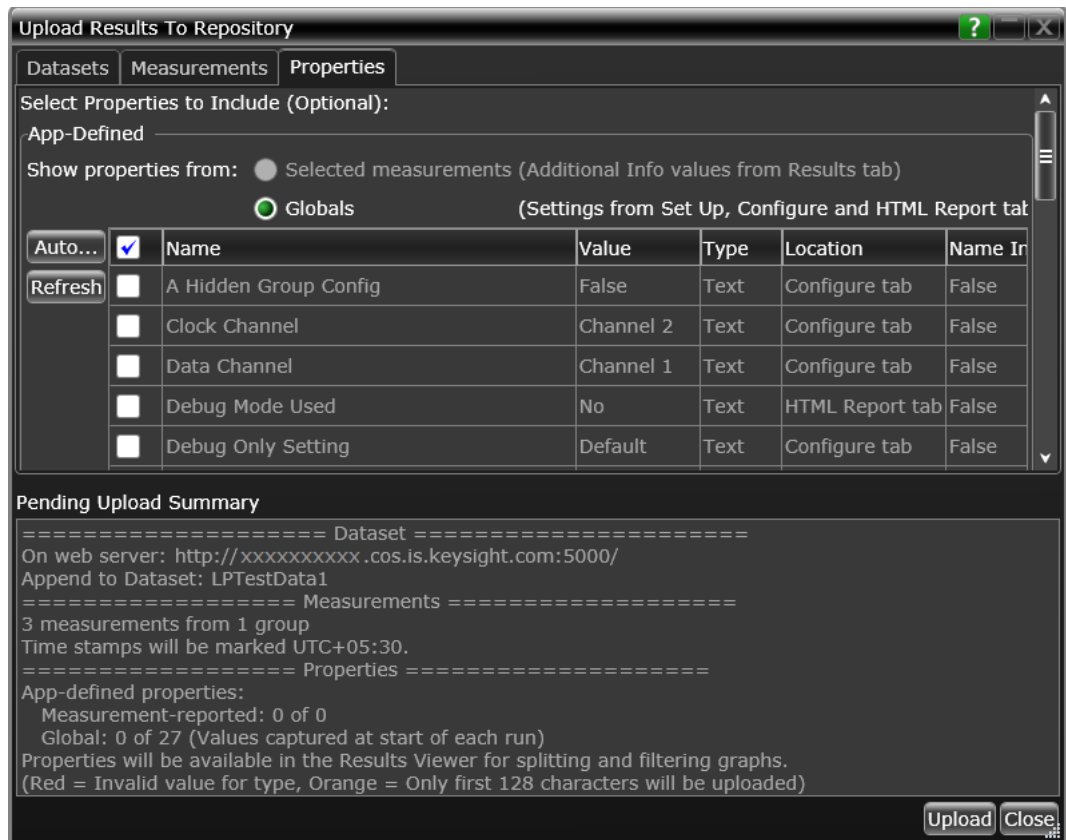 Upload Results To Repository ?
Datasets Measurements Properties
Select Properties to Include (Optional):
App-Defined
Show properties from: Selected measurements (Additional Info values from Results tab)
Globals (Settings from Set Up, Configure and HTML Report tab
Auto... Name Value Type Location Name In
Refresh A Hidden Group Config False Text Configure tab False
Clock Channel Channel 2 Text Configure tab False
Data Channel Channel 1 Text Configure tab False
Debug Mode Used No Text HTML Report tab False
Debug Only Setting Default Text Configure tab False
Pending Upload Summary
==================== Dataset ======================
On web server: http://xxxxxxxxxx.cos.is.keysight.com:5000/
Append to Dataset: LPTestData1
================== Measurements ===================
3 measurements from 1 group
Time stamps will be marked UTC+05:30.
================== Properties ====================
App-defined properties:
Measurement-reported: 0 of 0
Global: 0 of 27 (Values captured at start of each run)
Properties will be available in the Results Viewer for splitting and filtering graphs.
(Red = Invalid value for type, Orange = Only first 128 characters will be uploaded)
Upload Close